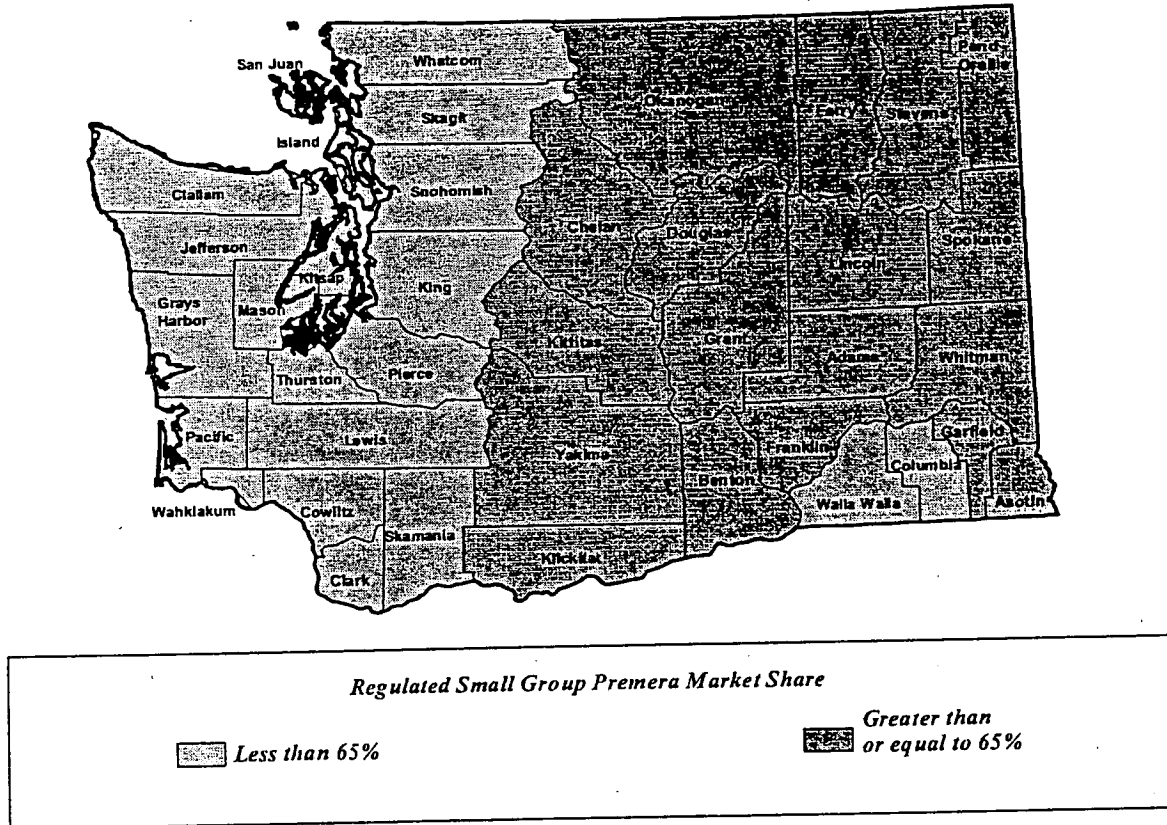 Whatcom
Pend
Oreille
San Juan
Okanogan
Ferry
Stevens
Skagit
Island
Snohomish
Clallam
Chelan
Douglas
Spokane
Jefferson
Lincoln
Kitsap
King
Grays
Harbor
Mason
Kittitas
Grant
Adams
Whitman
Thurston
Pierce
Pacific
Lewis
Yakima
Garfield
Franklin
Columbia
Benton
Wahkiakum
Cowlitz
Walla Walla
Asotin
Skamania
Klickitat
Clark
Regulated Small Group Premera Market Share
Less than 65%
Greater than
or equal to 65%